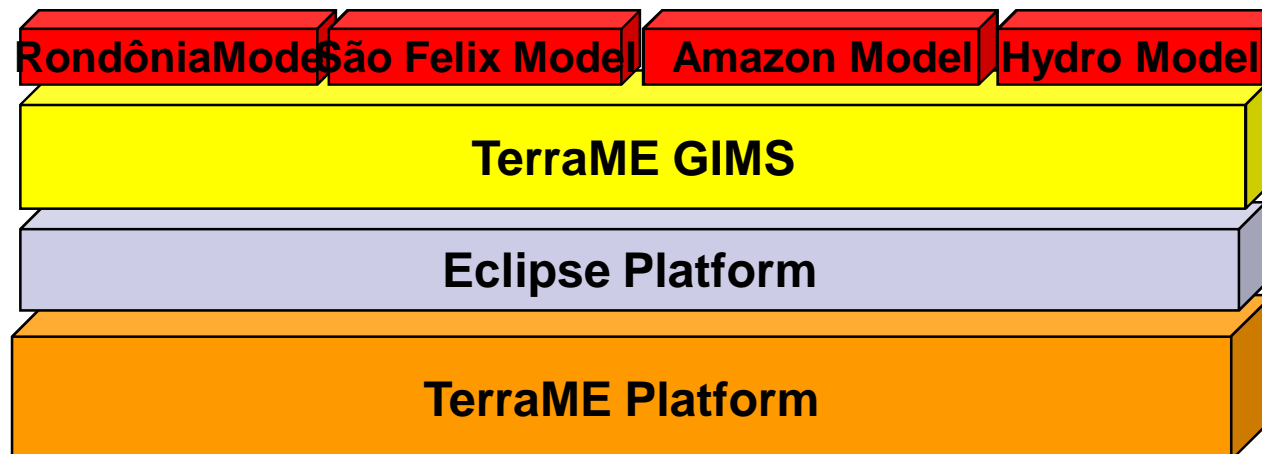 RondôniaMode São Felix Model Amazon Model Hydro Model
TerraME GIMS
Eclipse Platform
TerraME Platform